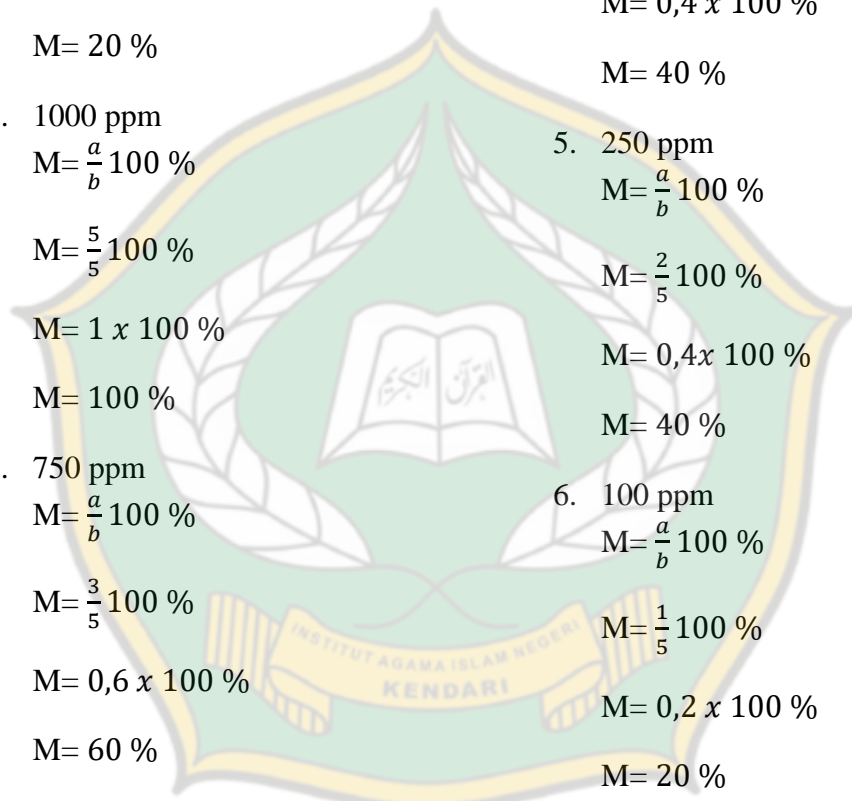 M= 20 %
. 1000 ppm
M= a/b 100 %
M= 5/5 100 %
M= 1 x 100 %
M= 100 %
. 750 ppm
M= a/b 100 %
M= 3/5 100 %
M= 0,6 x 100 %
M= 60 %
M= 0,4 x 100 %
M= 40 %
5. 250 ppm
M= a/b 100 %
M= 2/5 100 %
M= 0,4x 100 %
M= 40 %
6. 100 ppm
M= a/b 100 %
M= 1/5 100 %
M= 0,2 x 100 %
M= 20 %
القرآن الكريم
INSTITUT AGAMA ISLAM NEGERI
KENDARI